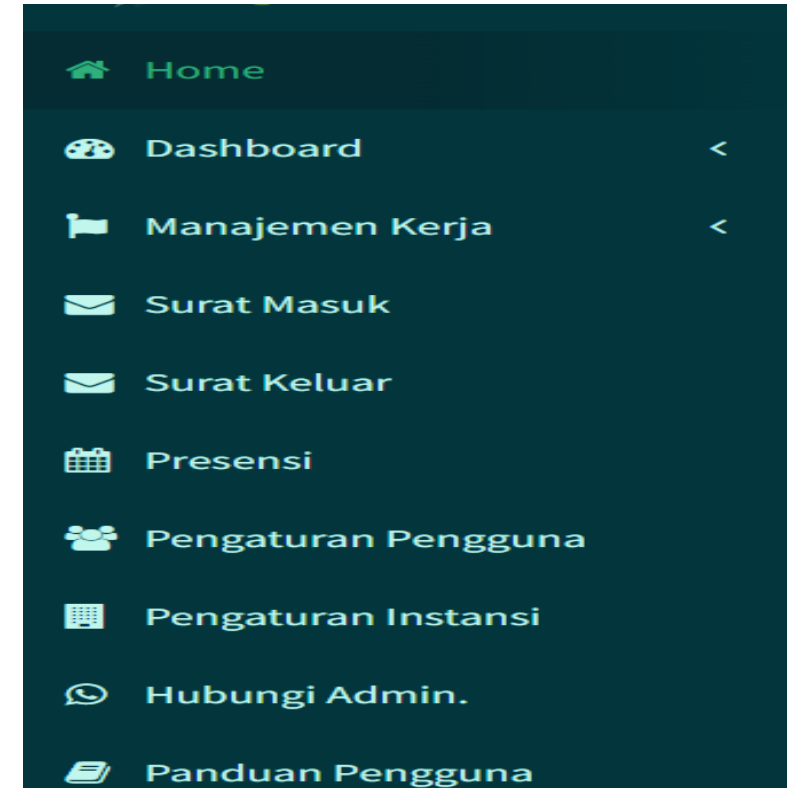 Home
Dashboard <
Manajemen Kerja <
Surat Masuk
Surat Keluar
Presensi
Pengaturan Pengguna
Pengaturan Instansi
Hubungi Admin.
Panduan Pengguna